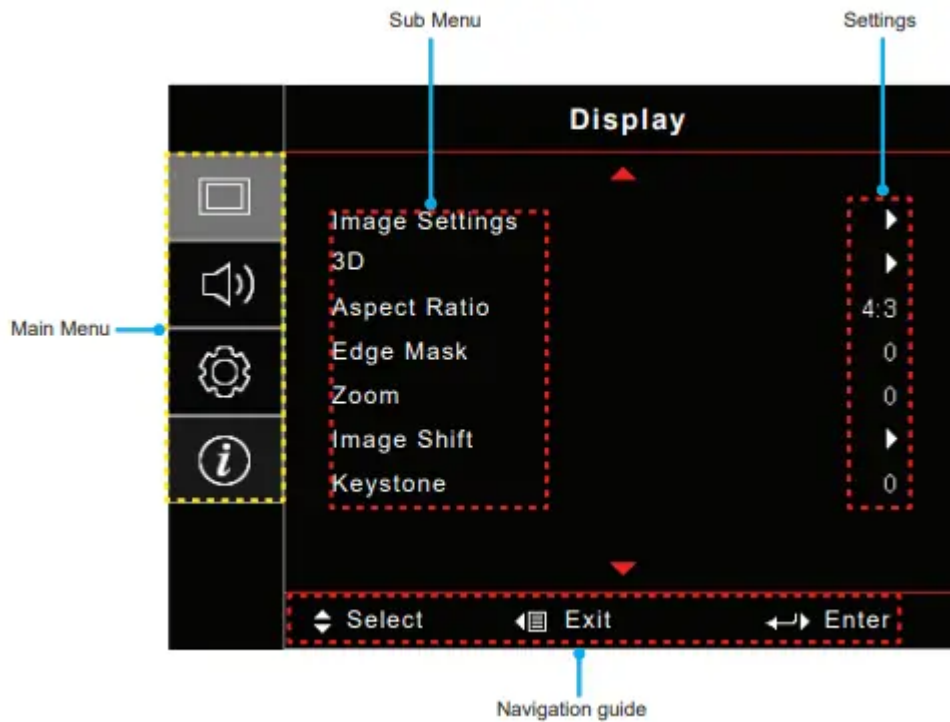 Sub Menu
Settings
Display
Image Settings
3D
Aspect Ratio 4:3
Edge Mask 0
Zoom 0
Image Shift
Keystone 0
Main Menu
i
Select Exit Enter
Navigation guide